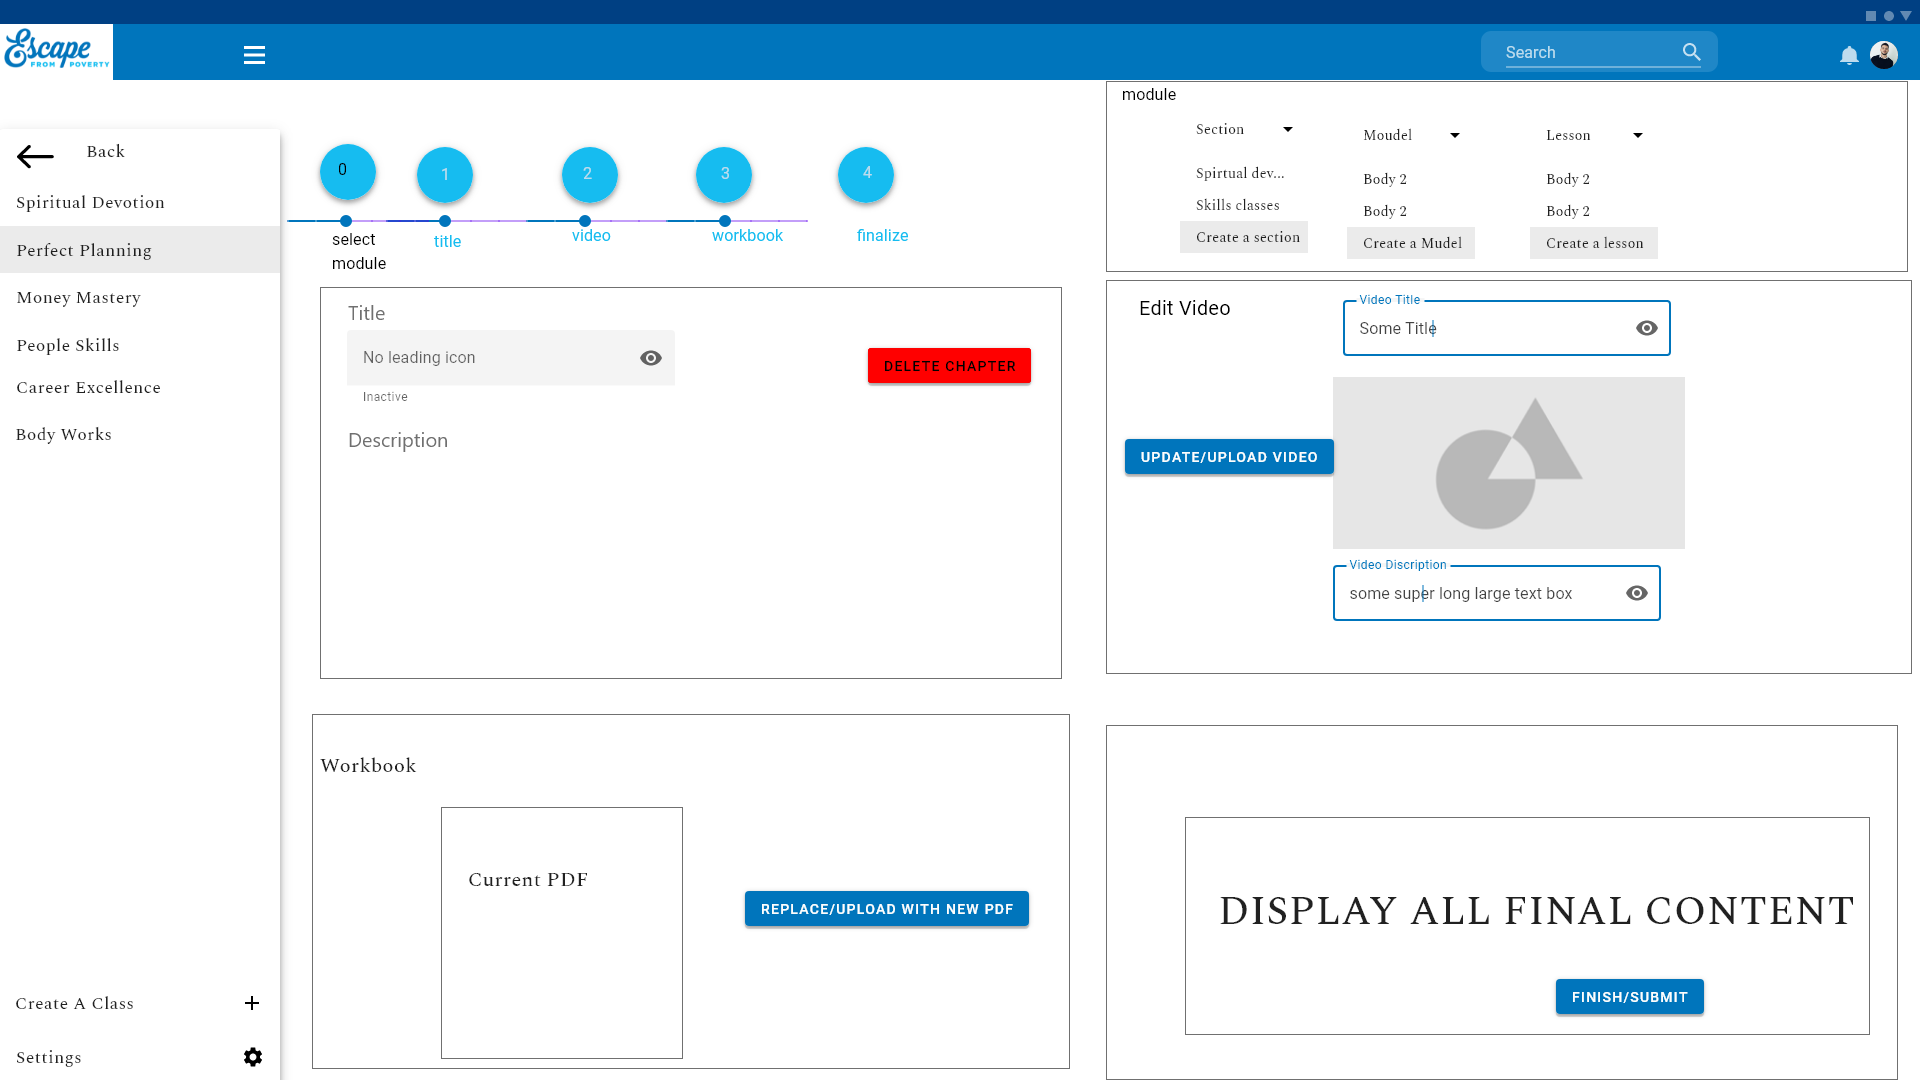 Escape
FROM POVERTY
Search
Back
Spiritual Devotion
Perfect Planning
Money Mastery
People Skills
Career Excellence
Body Works
Create A Class
Settings
0
1
2
3
4
select
module
title
video
workbook
finalize
module
Section
Moudel
Lesson
Spirtual dev...
Body 2
Body 2
Skills classes
Body 2
Body 2
Create a section
Create a Mudel
Create a lesson
Title
No leading icon
Inactive
DELETE CHAPTER
Description
Edit Video
Video Title
Some Title
UPDATE/UPLOAD VIDEO
Video Discription
some super long large text box
Workbook
Current PDF
REPLACE/UPLOAD WITH NEW PDF
DISPLAY ALL FINAL CONTENT
FINISH/SUBMIT